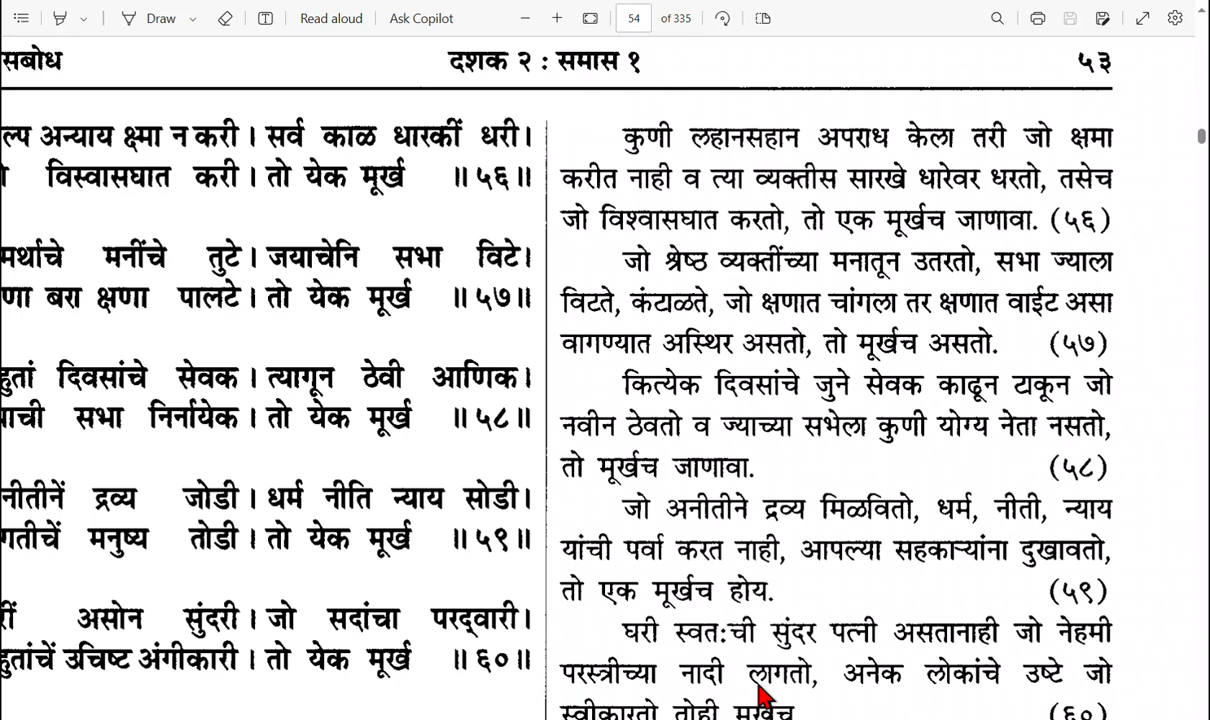 Draw
Read aloud
Ask Copilot
54 of 335
सबोध दशक २ : समास १ ५३
ल्प अन्याय क्ष्मा न करी। सर्व काळ धारकीं धरी।
विस्वासघात करी। तो येक मूर्ख ॥५६॥
मर्थाचे मनींचे तुटे। जयाचेनि सभा विटे।
णा बरा क्षणा पालटे। तो येक मूर्ख ॥५७॥
हुतां दिवसांचे सेवक। त्यागून ठेवी आणिक।
याची सभा निर्नायेक। तो येक मूर्ख ॥५८॥
नीतीनें द्रव्य जोडी। धर्म नीति न्याय सोडी।
गतीचें मनुष्य तोडी। तो येक मूर्ख ॥५९॥
रीं असोन सुंदरी। जो सदांचा परद्वारी।
हुतांचें उचिष्ट अंगीकारी। तो येक मूर्ख ॥६०॥
कुणी लहानसहान अपराध केला तरी जो क्षमा
करीत नाही व त्या व्यक्तीस सारखे धारेवर धरतो, तसेच
जो विश्वासघात करतो, तो एक मूर्खच जाणावा. (५६)
जो श्रेष्ठ व्यक्तींच्या मनातून उतरतो, सभा ज्याला
विटते, कंटाळते, जो क्षणात चांगला तर क्षणात वाईट असा
वागण्यात अस्थिर असतो, तो मूर्खच असतो. (५७)
कित्येक दिवसांचे जुने सेवक काढून टाकून जो
नवीन ठेवतो व ज्याच्या सभेला कुणी योग्य नेता नसतो,
तो मूर्खच जाणावा. (५८)
जो अनीतीने द्रव्य मिळवितो, धर्म, नीती, न्याय
यांची पर्वा करत नाही, आपल्या सहकाऱ्यांना दुखावतो,
तो एक मूर्खच होय. (५९)
घरी स्वत:ची सुंदर पत्नी असतानाही जो नेहमी
परस्त्रीच्या नादी लागतो, अनेक लोकांचे उष्टे जो
स्वीकारतो तोही मूर्खच (६०)